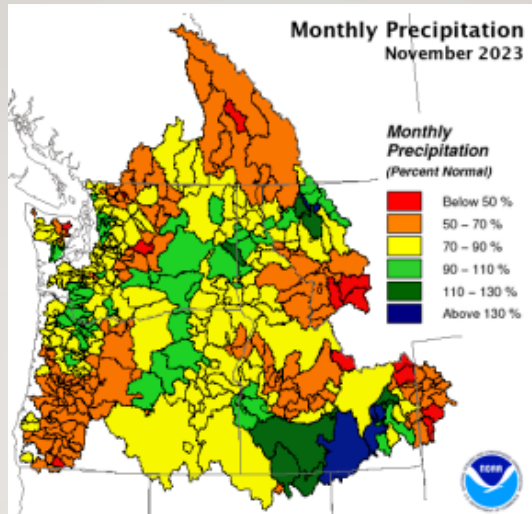 Monthly Precipitation
November 2023
Monthly
Precipitation
(Percent Normal)
Below 50 %
50 - 70 %
70 - 90 %
90 - 110 %
110 - 130 %
Above 130 %
NOAA